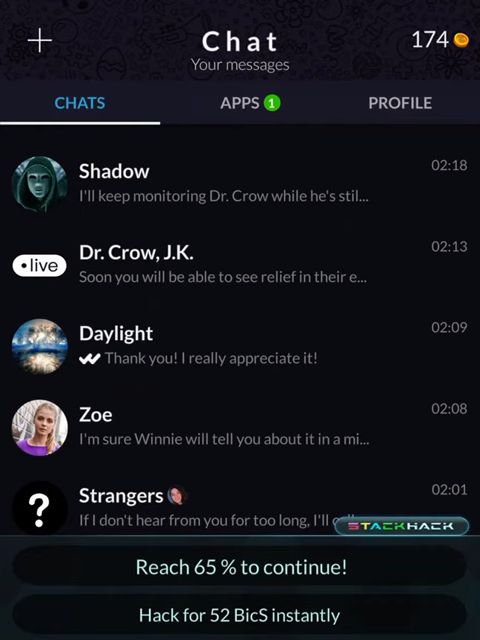 Chat
174
Your messages
CHATS
APPS 1
PROFILE
Shadow
02:18
I'll keep monitoring Dr. Crow while he's stil...
•live
Dr. Crow, J.K.
02:13
Soon you will be able to see relief in their e...
Daylight
02:09
Thank you! I really appreciate it!
Zoe
02:08
I'm sure Winnie will tell you about it in a mi...
?
Strangers
02:01
If I don't hear from you for too long, I'll
STACKHACK
Reach 65 % to continue!
Hack for 52 BicS instantly